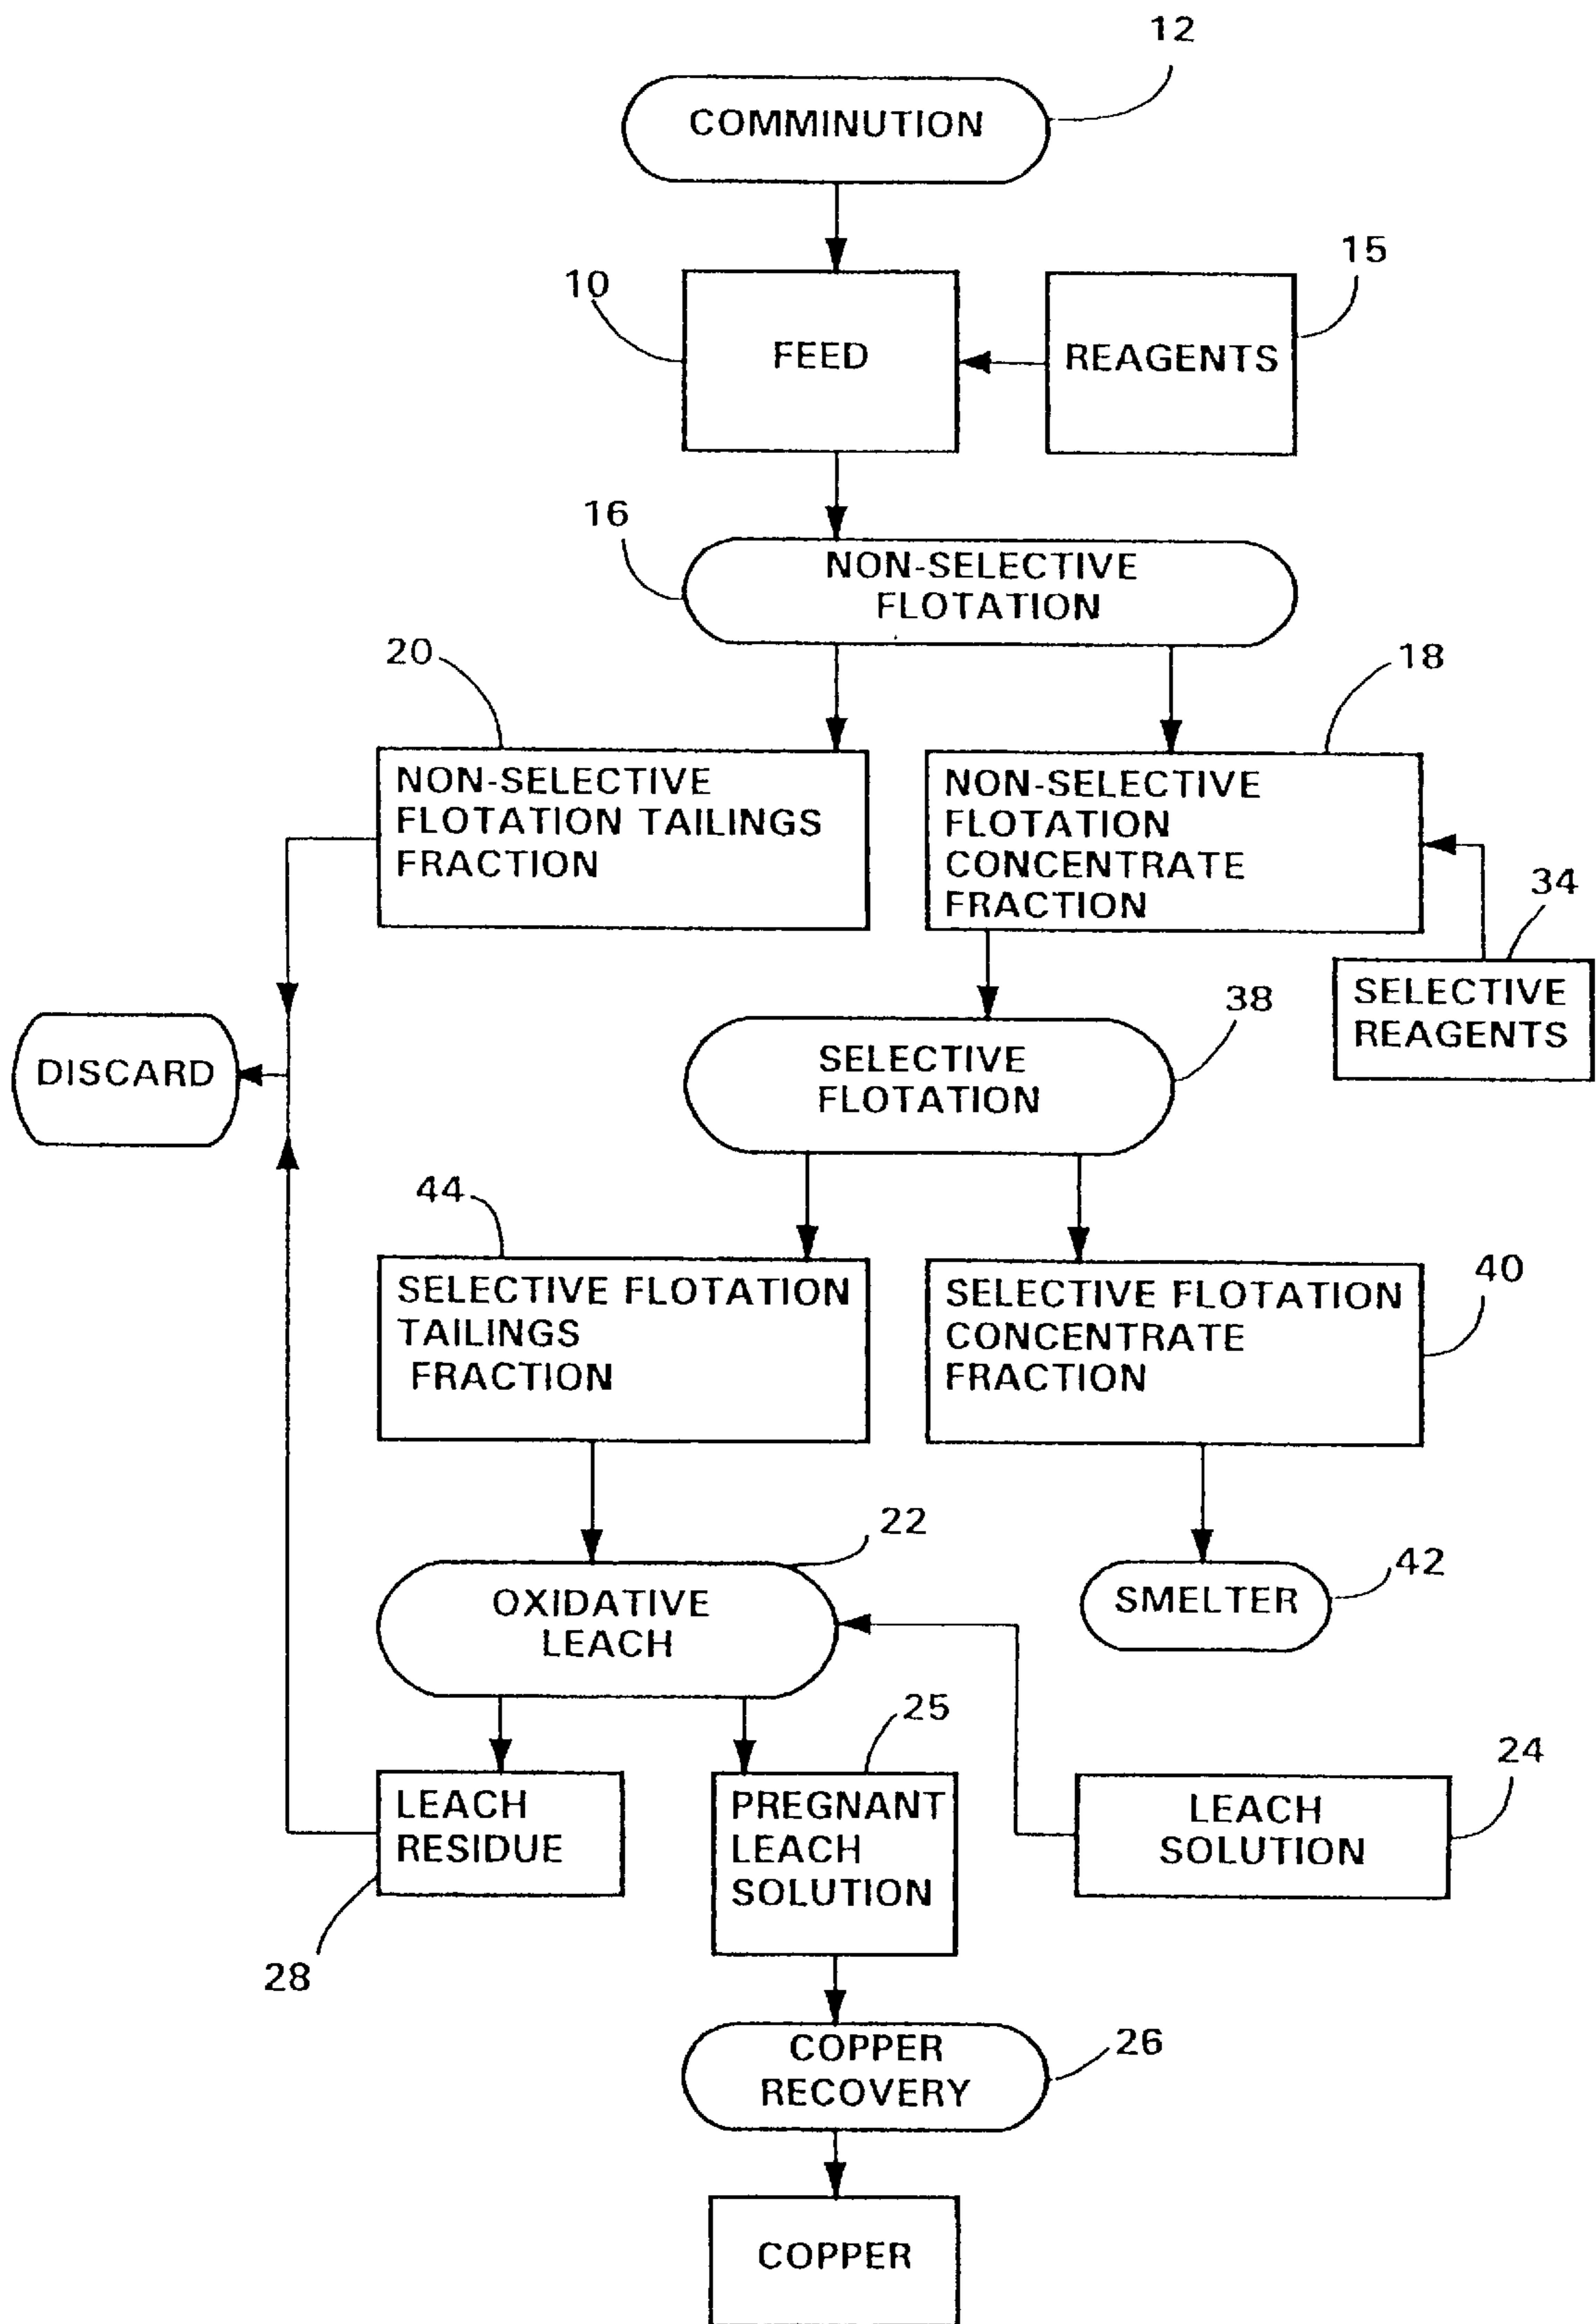 12
COMMINUTION
10
FEED
15
REAGENTS
16
NON-SELECTIVE
FLOTATION
20
NON-SELECTIVE
FLOTATION TAILINGS
FRACTION
18
NON-SELECTIVE
FLOTATION
CONCENTRATE
FRACTION
34
SELECTIVE
REAGENTS
DISCARD
38
SELECTIVE
FLOTATION
44
SELECTIVE FLOTATION
TAILINGS
FRACTION
40
SELECTIVE FLOTATION
CONCENTRATE
FRACTION
22
OXIDATIVE
LEACH
42
SMELTER
28
LEACH
RESIDUE
25
PREGNANT
LEACH
SOLUTION
24
LEACH
SOLUTION
26
COPPER
RECOVERY
COPPER